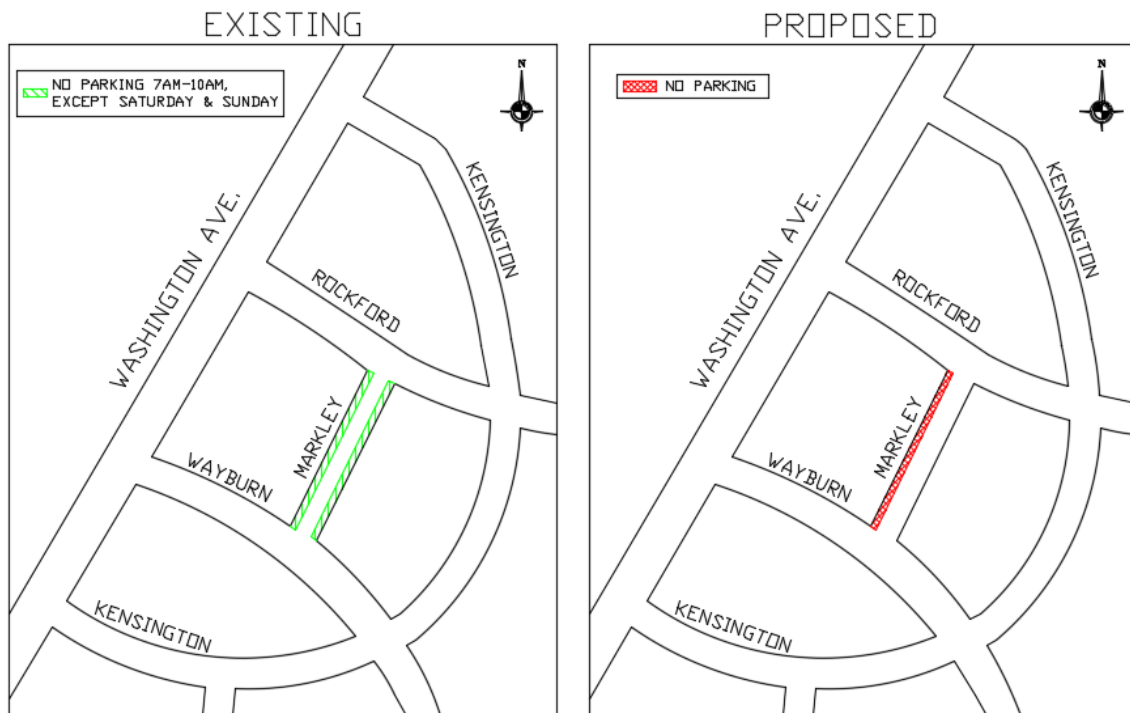 EXISTING
NO PARKING 7AM-10AM,
EXCEPT SATURDAY & SUNDAY
N
KENSINGTON
WASHINGTON AVE.
ROCKFORD
MARKLEY
WAYBURN
KENSINGTON
PROPOSED
NO PARKING
N
KENSINGTON
WASHINGTON AVE.
ROCKFORD
MARKLEY
WAYBURN
KENSINGTON